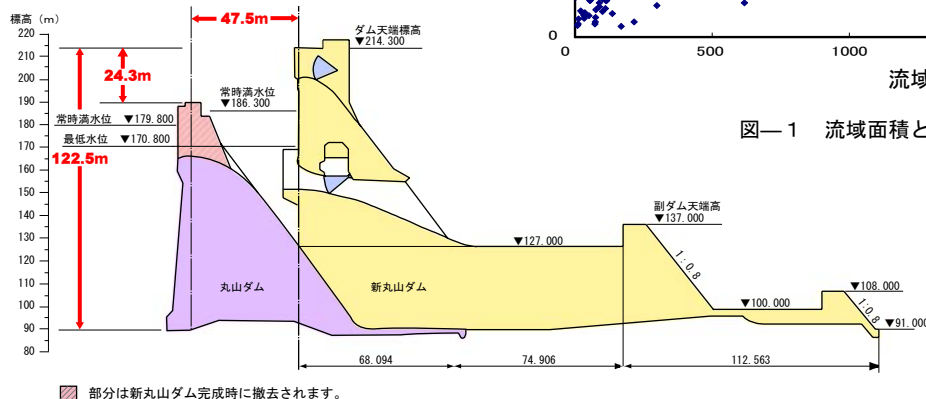 標高 (m)
220
210
200
190
180
170
160
150
140
130
120
110
100
90
80
47.5m
24.3m
122.5m
ダム天端標高
▼214.300
常時満水位
▼186.300
常時満水位 ▼179.800
最低水位 ▼170.800
副ダム天端高
▼137.000
▼127.000
1:0.8
丸山ダム
新丸山ダム
▼108.000
▼100.000
1:0.8
▼91.000
68.094
74.906
112.563
部分は新丸山ダム完成時に撤去されます。
0
0
500
1000
流域
図―1 流域面積と